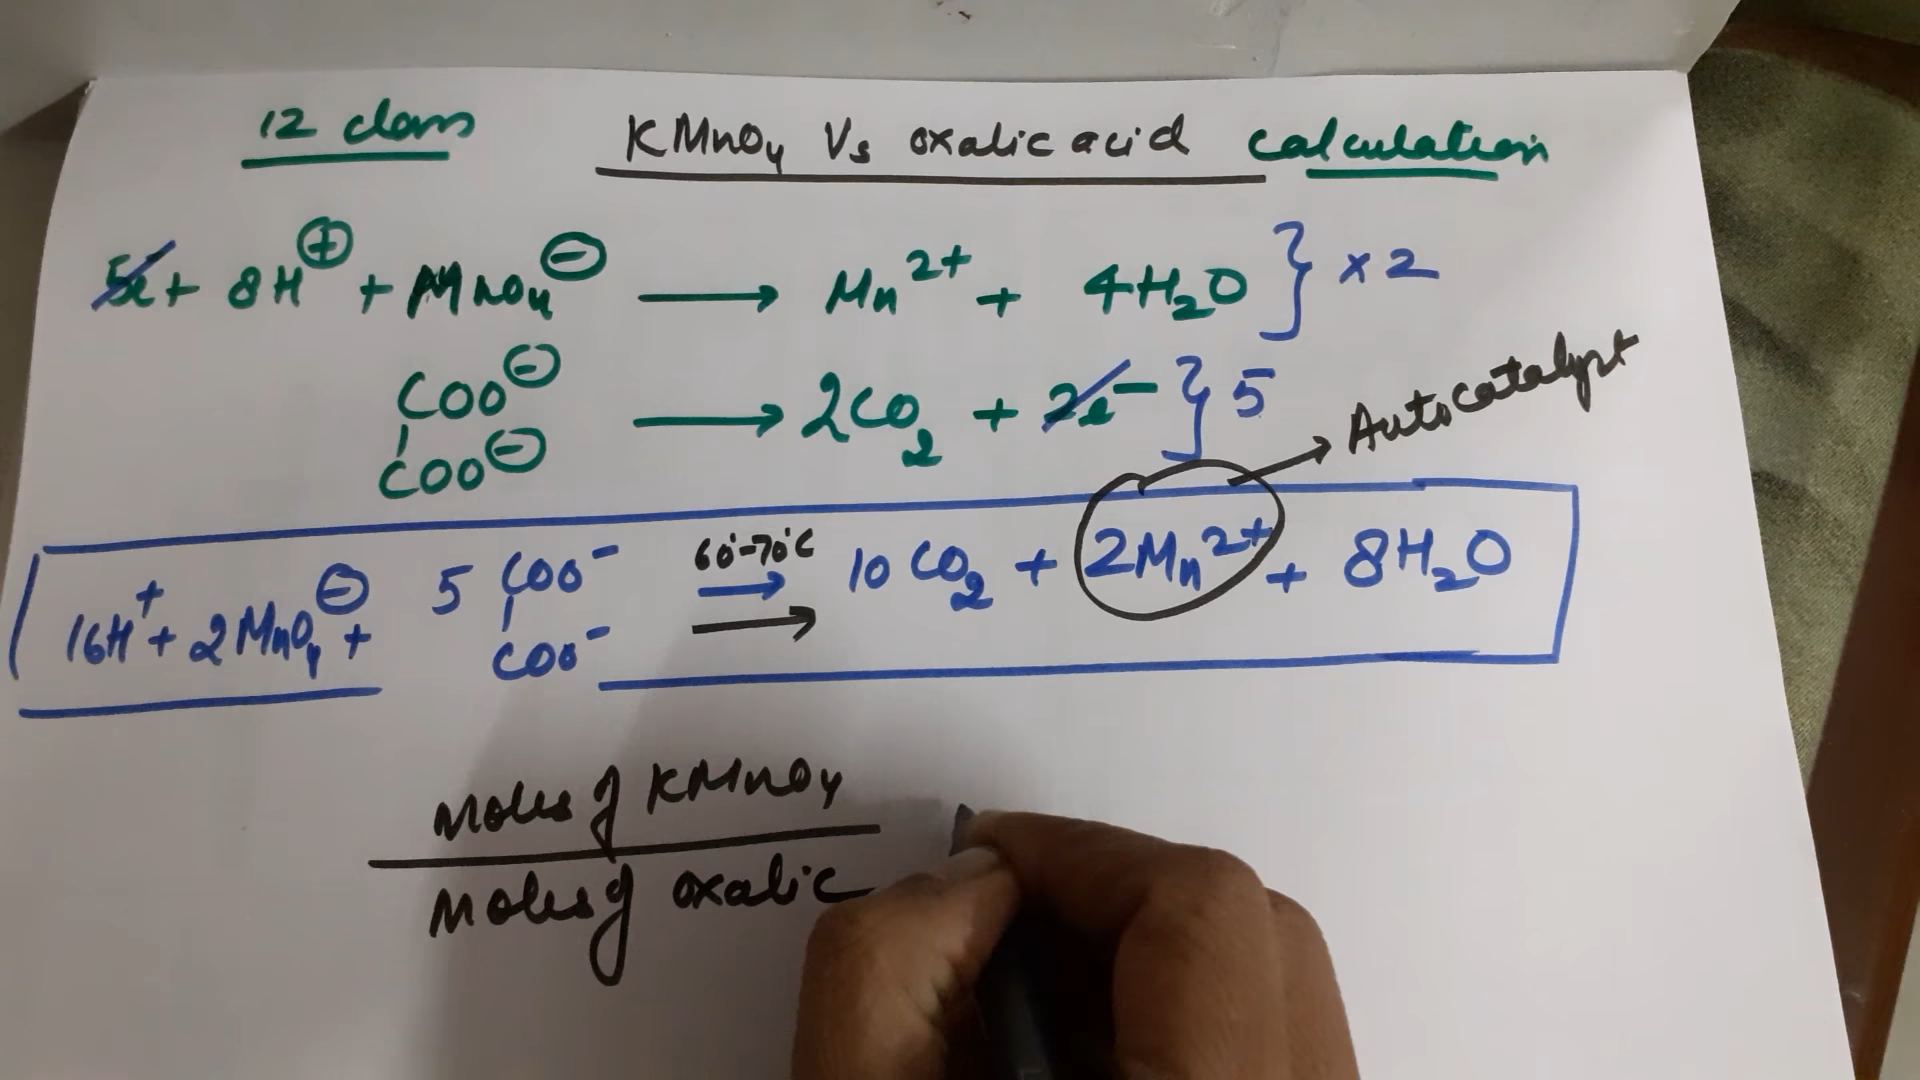 12 class KMnO4 Vs oxalic acid calculation
5e + 8H⊕ + MnO4⊖ → Mn2+ + 4H2O } x 2
COO⊖
COO⊖ → 2CO2 + 2e− } 5
Autocatalyst
60°-70°C
16H+ + 2MnO4⊖ + 5 COO− → 10 CO2 + 2Mn2+ + 8H2O
COO−
Moles of KMnO4
Moles of oxalic